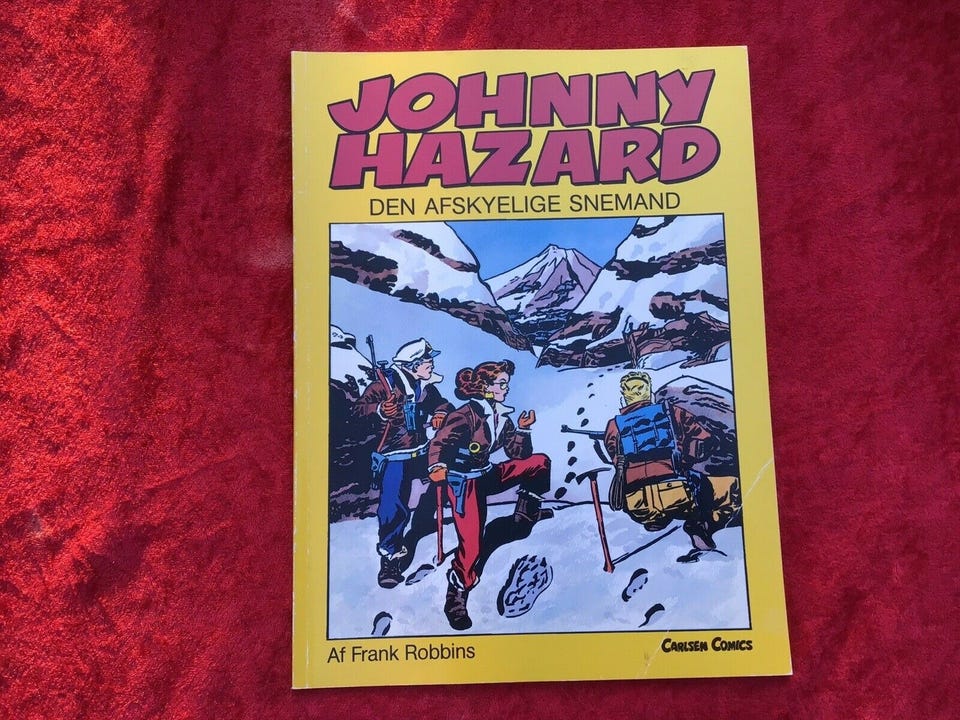 JOHNNY
HAZARD
DEN AFSKYELIGE SNEMAND
Af Frank Robbins
CARLSEN COMICS